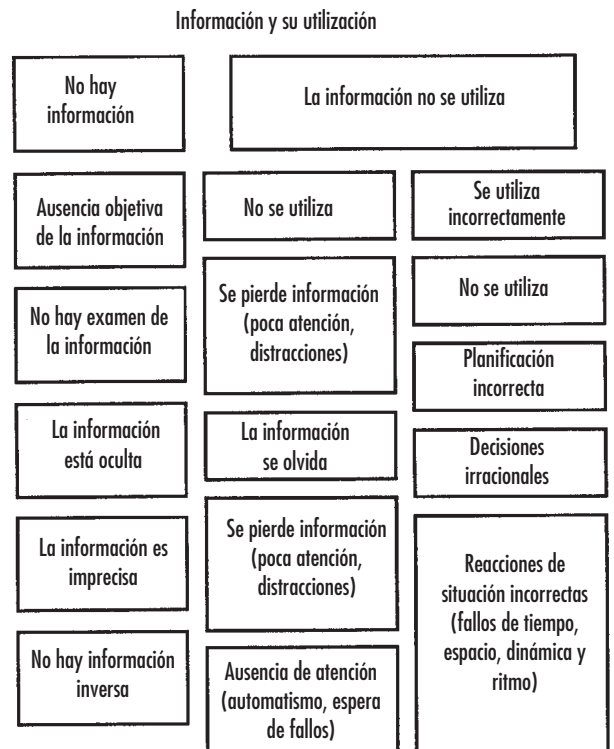 Información y su utilización
No hay
información
La información no se utiliza
Ausencia objetiva
de la información
No hay examen de
la información
La información
está oculta
La información es
imprecisa
No hay información
inversa
No se utiliza
Se pierde información
(poca atención,
distracciones)
La información
se olvida
Se pierde información
(poca atención,
distracciones)
Ausencia de atención
(automatismo, espera
de fallos)
Se utiliza
incorrectamente
No se utiliza
Planificación
incorrecta
Decisiones
irracionales
Reacciones de
situación incorrectas
(fallos de tiempo,
espacio, dinámica y
ritmo)